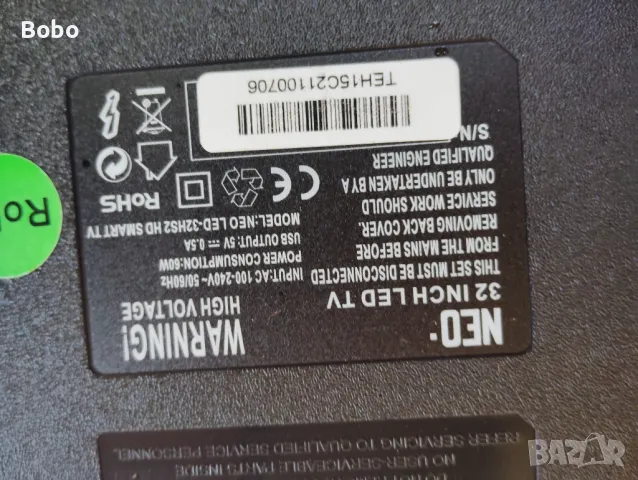 Bobo
NEO
32 INCH LED TV
THIS SET MUST BE DISCONNECTED
FROM THE MAINS BEFORE
REMOVING BACK COVER.
SERVICE WORK SHOULD
ONLY BE UNDERTAKEN BY A
QUALIFIED ENGINEER
S/N
TEH15C21100706
WARNING!
HIGH VOLTAGE
INPUT:AC 100-240V~ 50/60Hz
POWER CONSUMPTION:60W
USB OUTPUT: 5V ⎓ 0.5A
MODEL:NEO LED-32HS2 HD SMART TV
CE
RoHS
Ro
NO USER-SERVICEABLE PARTS INSIDE
REFER SERVICING TO QUALIFIED SERVICE PERSONNEL
BAZAR